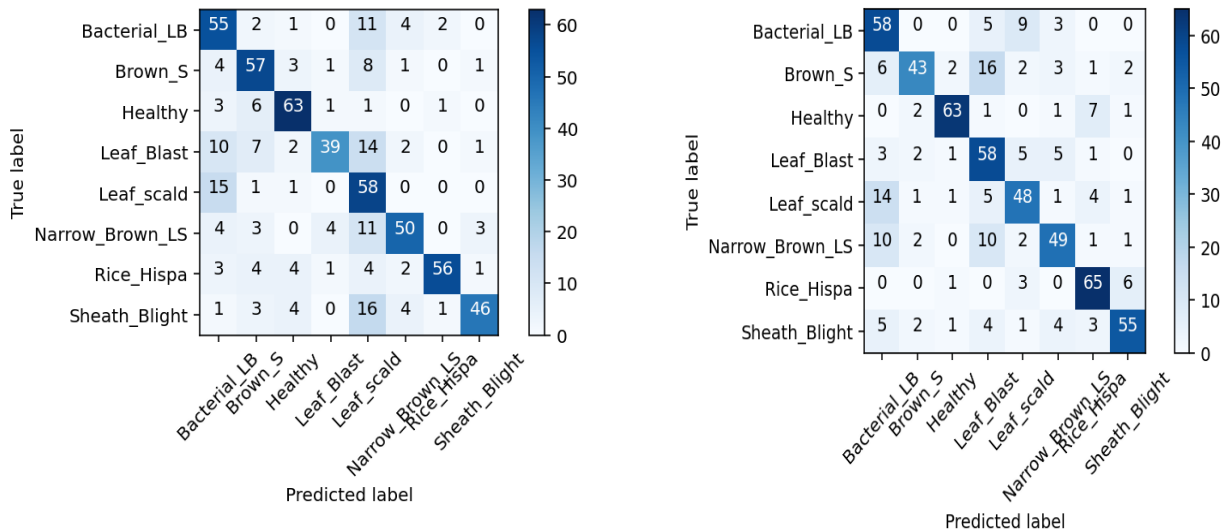 Bacterial_LB 55 2 1 0 11 4 2 0
Brown_S 4 57 3 1 8 1 0 1
Healthy 3 6 63 1 1 0 1 0
Leaf_Blast 10 7 2 39 14 2 0 1
Leaf_scald 15 1 1 0 58 0 0 0
Narrow_Brown_LS 4 3 0 4 11 50 0 3
Rice_Hispa 3 4 4 1 4 2 56 1
Sheath_Blight 1 3 4 0 16 4 1 46
True label
Bacterial_LB
Brown_S
Healthy
Leaf_Blast
Leaf_scald
Narrow_Brown_LS
Rice_Hispa
Sheath_Blight
Predicted label
60
50
40
30
20
10
0
Bacterial_LB 58 0 0 5 9 3 0 0
Brown_S 6 43 2 16 2 3 1 2
Healthy 0 2 63 1 0 1 7 1
Leaf_Blast 3 2 1 58 5 5 1 0
Leaf_scald 14 1 1 5 48 1 4 1
Narrow_Brown_LS 10 2 0 10 2 49 1 1
Rice_Hispa 0 0 1 0 3 0 65 6
Sheath_Blight 5 2 1 4 1 4 3 55
True label
Bacterial_LB
Brown_S
Healthy
Leaf_Blast
Leaf_scald
Narrow_Brown_LS
Rice_Hispa
Sheath_Blight
Predicted label
60
50
40
30
20
10
0